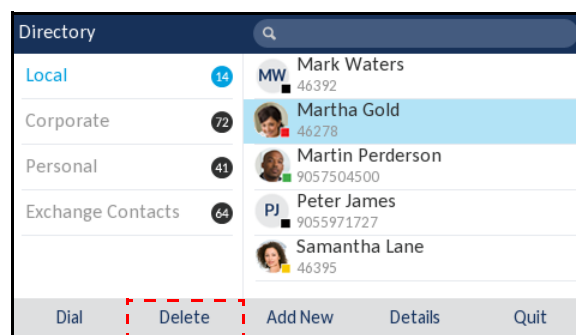 Directory
Local 14
Corporate 72
Personal 41
Exchange Contacts 64
MW Mark Waters
46392
Martha Gold
46278
Martin Perderson
9057504500
PJ Peter James
9055971727
Samantha Lane
46395
Dial Delete Add New Details Quit